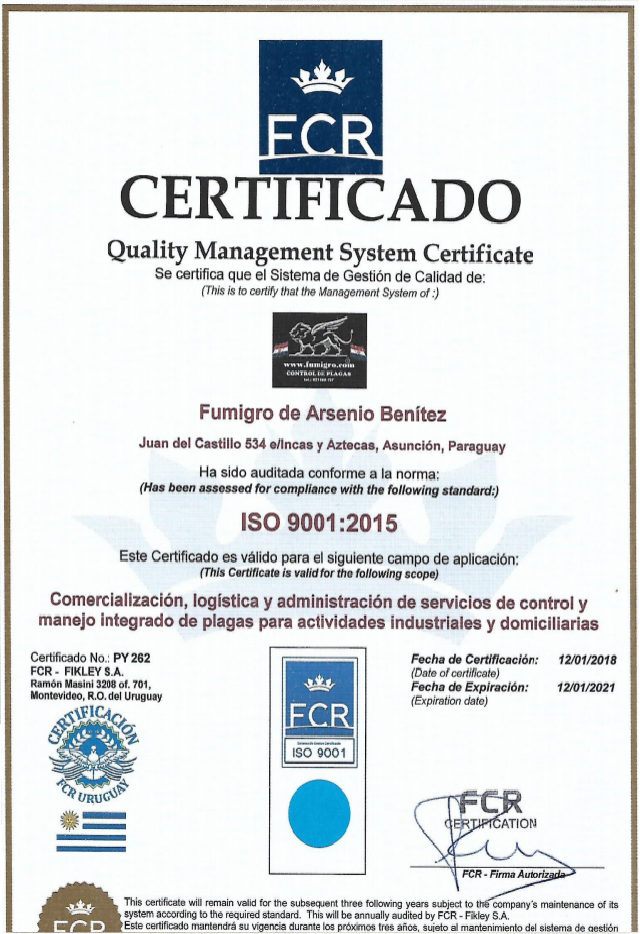 FCR
CERTIFICADO
Quality Management System Certificate
Se certifica que el Sistema de Gestión de Calidad de:
(This is to certify that the Management System of :)
www.fumigro.com
CONTROL DE PLAGAS
Fumigro de Arsenio Benítez
Juan del Castillo 534 e/Incas y Aztecas, Asunción, Paraguay
Ha sido auditada conforme a la norma:
(Has been assessed for compliance with the following standard:)
ISO 9001:2015
Este Certificado es válido para el siguiente campo de aplicación:
(This Certificate is valid for the following scope)
Comercialización, logística y administración de servicios de control y
manejo integrado de plagas para actividades industriales y domiciliarias
Certificado No.: PY 262
FCR - FIKLEY S.A.
Ramón Masini 3208 of. 701,
Montevideo, R.O. del Uruguay
CERTIFICACIÓN
FCR URUGUAY
FCR
ISO 9001
Fecha de Certificación: 12/01/2018
(Date of certificate)
Fecha de Expiración: 12/01/2021
(Expiration date)
FCR
CERTIFICATION
FCR - Firma Autorizada
FCR
This certificate will remain valid for the subsequent three following years subject to the company's maintenance of its
system according to the required standard. This will be annually audited by FCR - Fikley S.A.
Este certificado mantendrá su vigencia durante los próximos tres años, sujeto al mantenimiento del sistema de gestión